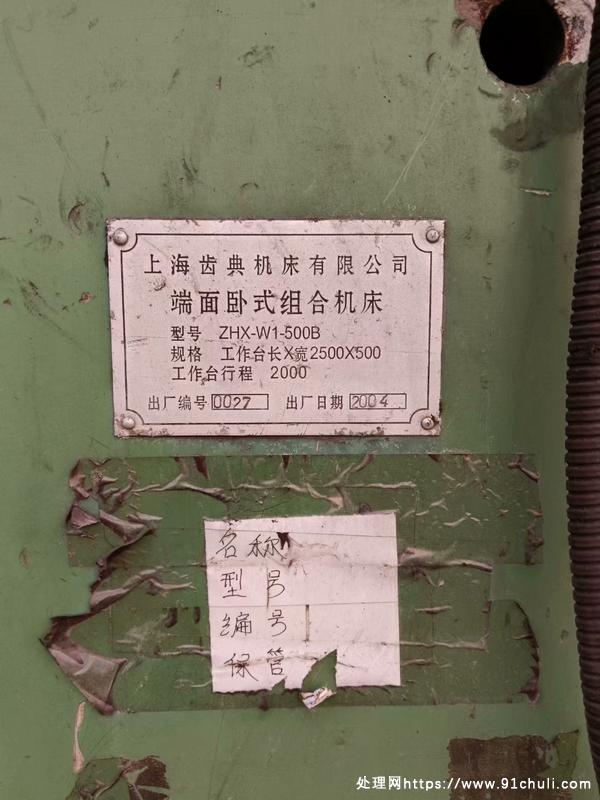 上海齿典机床有限公司
端面卧式组合机床
型号 ZHX-W1-500B
规格 工作台长X宽2500X500
工作台行程 2000
出厂编号 0027 出厂日期 2004
名称
型号
编号
保管
处理网https://www.91chuli.com